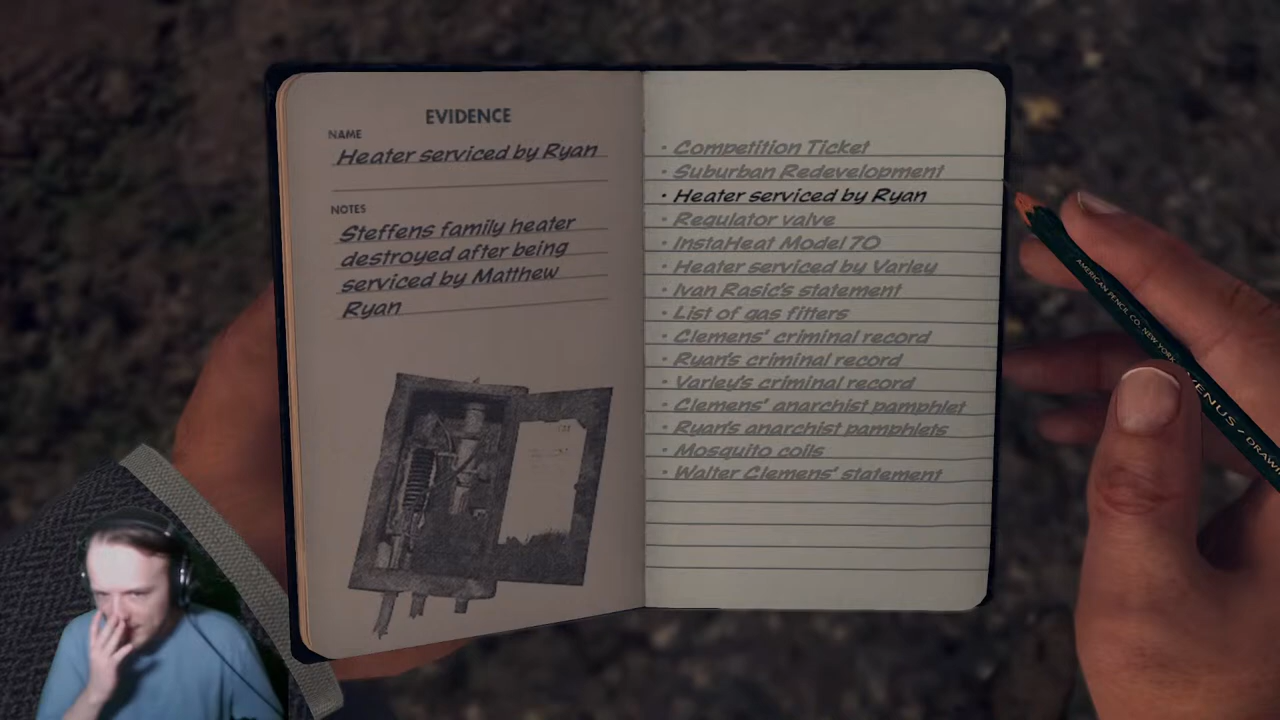 EVIDENCE
NAME
Heater serviced by Ryan
NOTES
Steffens family heater
destroyed after being
serviced by Matthew
Ryan
• Competition Ticket
• Suburban Redevelopment
• Heater serviced by Ryan
• Regulator valve
• InstaHeat Model 70
• Heater serviced by Varley
• Ivan Rasic's statement
• List of gas fitters
• Clemens' criminal record
• Ryan's criminal record
• Varley's criminal record
• Clemens' anarchist pamphlet
• Ryan's anarchist pamphlets
• Mosquito coils
• Walter Clemens' statement
AMERICAN PENCIL CO. NEW YORK
VENUS